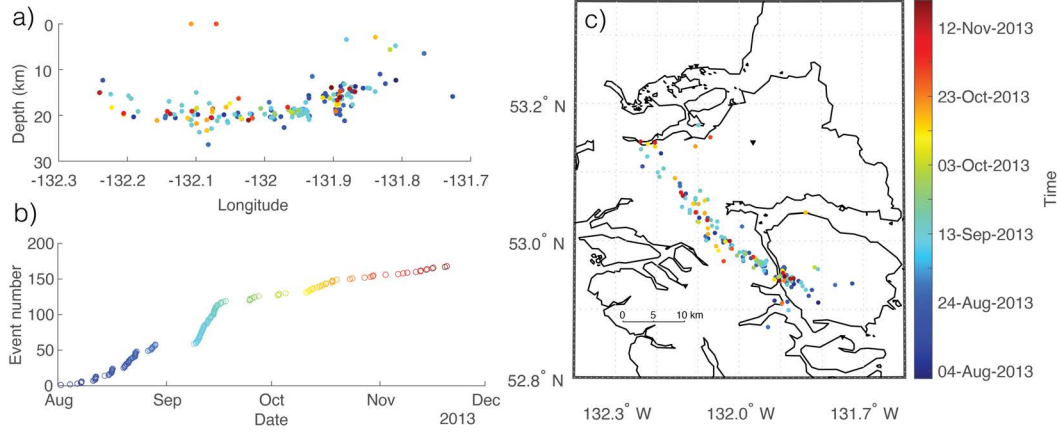 a)
0
10
20
30
Depth (km)
-132.3 -132.2 -132.1 -132 -131.9 -131.8 -131.7
Longitude
b)
200
150
100
50
0
Event number
Aug Sep Oct Nov Dec
Date 2013
c)
53.2° N
53.0° N
52.8° N
0 5 10 km
132.3° W 132.0° W 131.7° W
12-Nov-2013
23-Oct-2013
03-Oct-2013
13-Sep-2013
24-Aug-2013
04-Aug-2013
Time